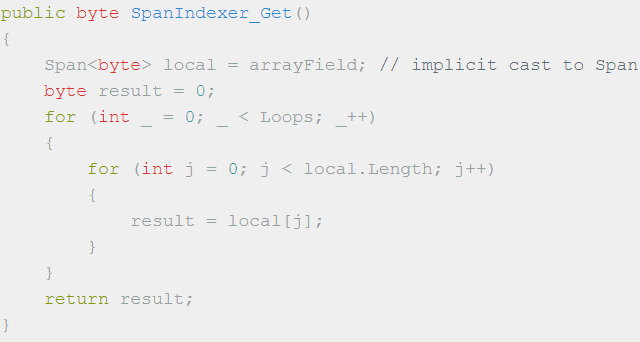 public byte SpanIndexer_Get()
{
    Span<byte> local = arrayField; // implicit cast to Span
    byte result = 0;
    for (int _ = 0; _ < Loops; _++)
    {
        for (int j = 0; j < local.Length; j++)
        {
            result = local[j];
        }
    }
    return result;
}